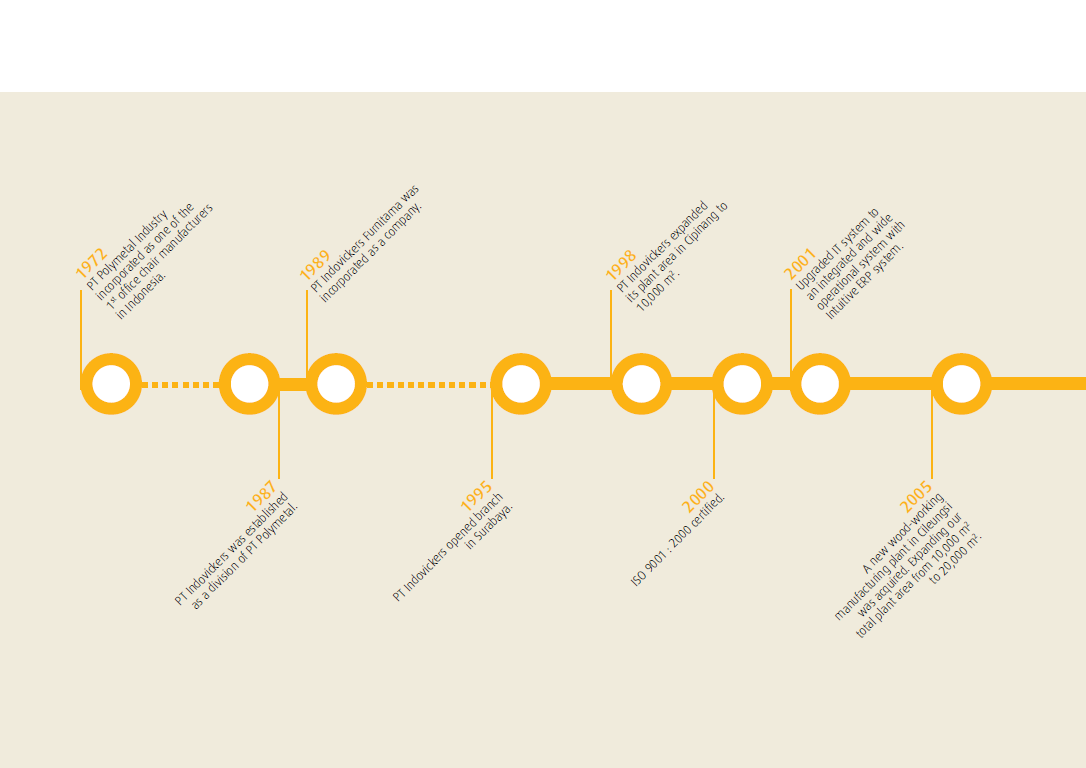 1972
PT Polymetal Industry
incorporated as one of the
1st office chair manufacturers
in Indonesia.
1987
PT Indovickers was established
as a division of PT Polymetal.
1989
PT Indovickers Furnitama was
incorporated as a company.
1995
PT Indovickers opened branch
in Surabaya.
1998
PT Indovickers expanded
its plant area in Cipinang to
10,000 m².
2000
ISO 9001 : 2000 certified.
2001
Upgraded IT system to
an integrated and wide
operational system with
Intuitive ERP system.
2005
A new wood-working
manufacturing plant in Cileungsi
was acquired. Expanding our
total plant area from 10,000 m²
to 20,000 m².